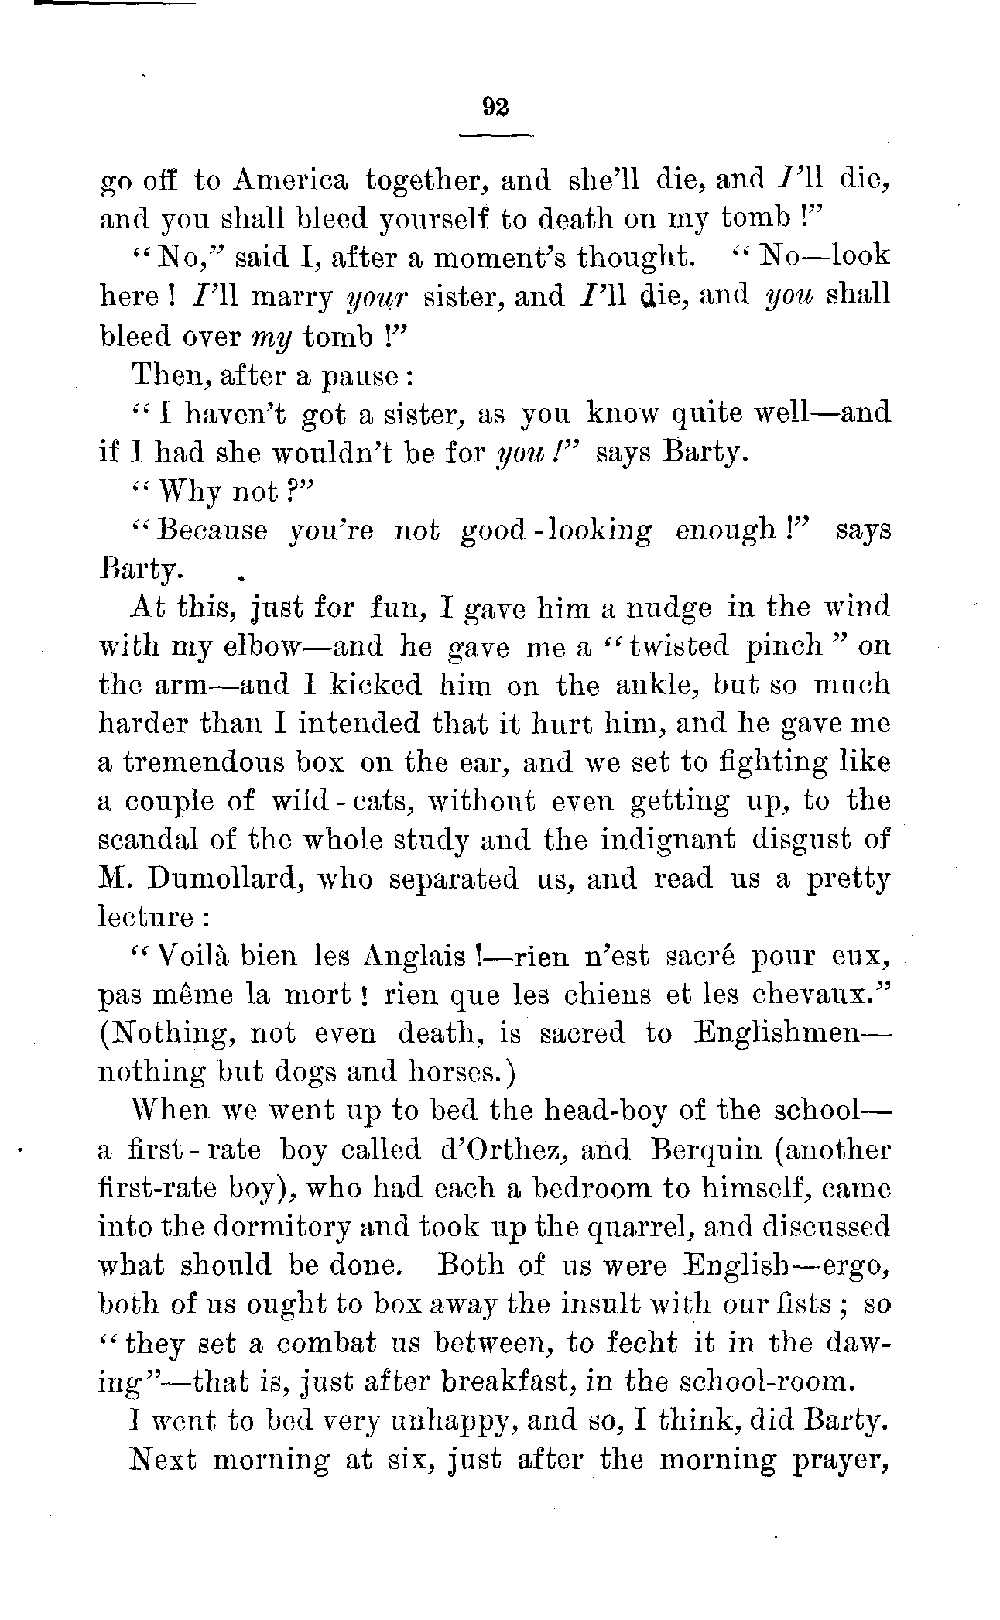 92
go off to America together, and she'll die, and I'll die,
and you shall bleed yourself to death on my tomb !"
"No," said I, after a moment's thought. "No—look
here ! I'll marry your sister, and I'll die, and you shall
bleed over my tomb !"
Then, after a pause :
"I haven't got a sister, as you know quite well—and
if I had she wouldn't be for you !" says Barty.
"Why not ?"
"Because you're not good-looking enough !" says
Barty.
At this, just for fun, I gave him a nudge in the wind
with my elbow—and he gave me a "twisted pinch" on
the arm—and I kicked him on the ankle, but so much
harder than I intended that it hurt him, and he gave me
a tremendous box on the ear, and we set to fighting like
a couple of wild-cats, without even getting up, to the
scandal of the whole study and the indignant disgust of
M. Dumollard, who separated us, and read us a pretty
lecture :
"Voilà bien les Anglais !—rien n'est sacré pour eux,
pas même la mort ! rien que les chiens et les chevaux."
(Nothing, not even death, is sacred to Englishmen—
nothing but dogs and horses.)
When we went up to bed the head-boy of the school—
a first-rate boy called d'Orthez, and Berquin (another
first-rate boy), who had each a bedroom to himself, came
into the dormitory and took up the quarrel, and discussed
what should be done. Both of us were English—ergo,
both of us ought to box away the insult with our fists ; so
"they set a combat us between, to fecht it in the daw-
ing"—that is, just after breakfast, in the school-room.
I went to bed very unhappy, and so, I think, did Barty.
Next morning at six, just after the morning prayer,